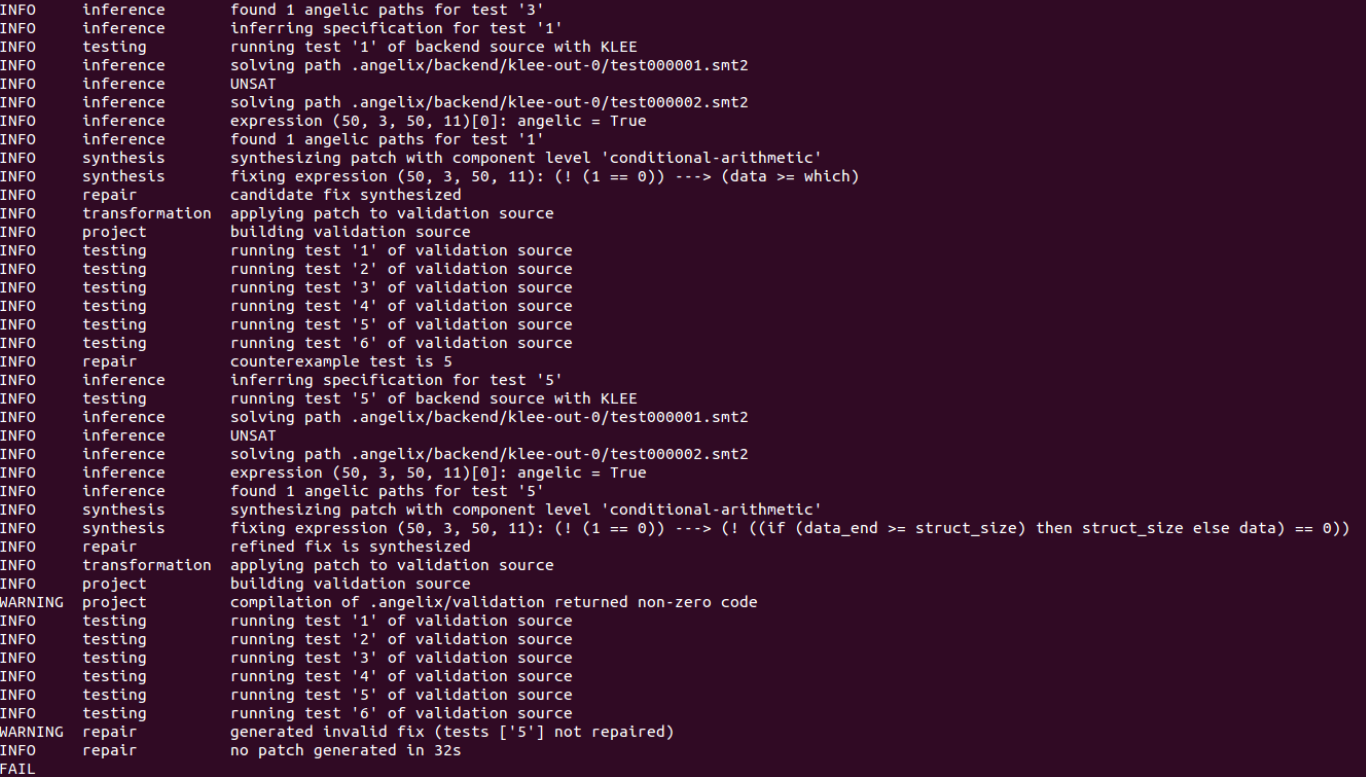 INFO inference found 1 angelic paths for test '3'
INFO inference inferring specification for test '1'
INFO testing running test '1' of backend source with KLEE
INFO inference solving path .angelix/backend/klee-out-0/test000001.smt2
INFO inference UNSAT
INFO inference solving path .angelix/backend/klee-out-0/test000002.smt2
INFO inference expression (50, 3, 50, 11)[0]: angelic = True
INFO inference found 1 angelic paths for test '1'
INFO synthesis synthesizing patch with component level 'conditional-arithmetic'
INFO synthesis fixing expression (50, 3, 50, 11): (! (1 == 0)) ---> (data >= which)
INFO repair candidate fix synthesized
INFO transformation applying patch to validation source
INFO project building validation source
INFO testing running test '1' of validation source
INFO testing running test '2' of validation source
INFO testing running test '3' of validation source
INFO testing running test '4' of validation source
INFO testing running test '5' of validation source
INFO testing running test '6' of validation source
INFO repair counterexample test is 5
INFO inference inferring specification for test '5'
INFO testing running test '5' of backend source with KLEE
INFO inference solving path .angelix/backend/klee-out-0/test000001.smt2
INFO inference UNSAT
INFO inference solving path .angelix/backend/klee-out-0/test000002.smt2
INFO inference expression (50, 3, 50, 11)[0]: angelic = True
INFO inference found 1 angelic paths for test '5'
INFO synthesis synthesizing patch with component level 'conditional-arithmetic'
INFO synthesis fixing expression (50, 3, 50, 11): (! (1 == 0)) ---> (! ((if (data_end >= struct_size) then struct_size else data) == 0))
INFO repair refined fix is synthesized
INFO transformation applying patch to validation source
INFO project building validation source
WARNING project compilation of .angelix/validation returned non-zero code
INFO testing running test '1' of validation source
INFO testing running test '2' of validation source
INFO testing running test '3' of validation source
INFO testing running test '4' of validation source
INFO testing running test '5' of validation source
INFO testing running test '6' of validation source
WARNING repair generated invalid fix (tests ['5'] not repaired)
INFO repair no patch generated in 32s
FAIL